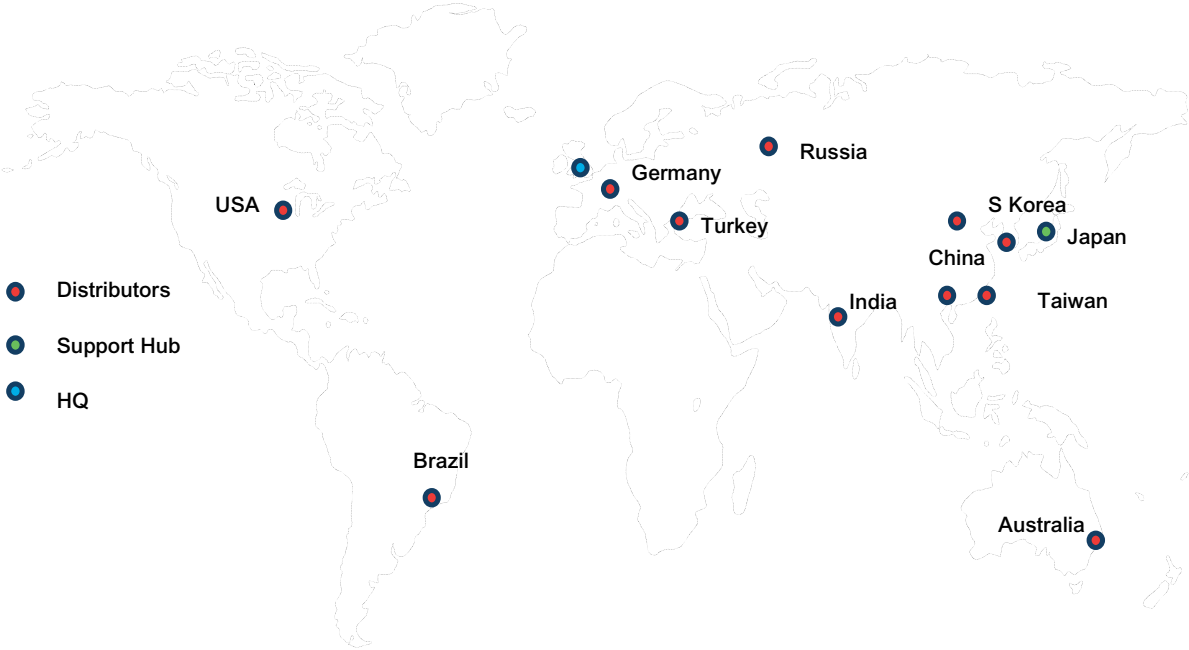 Russia
Germany
USA
S Korea
Turkey
Japan
China
Distributors
India
Taiwan
Support Hub
HQ
Brazil
Australia